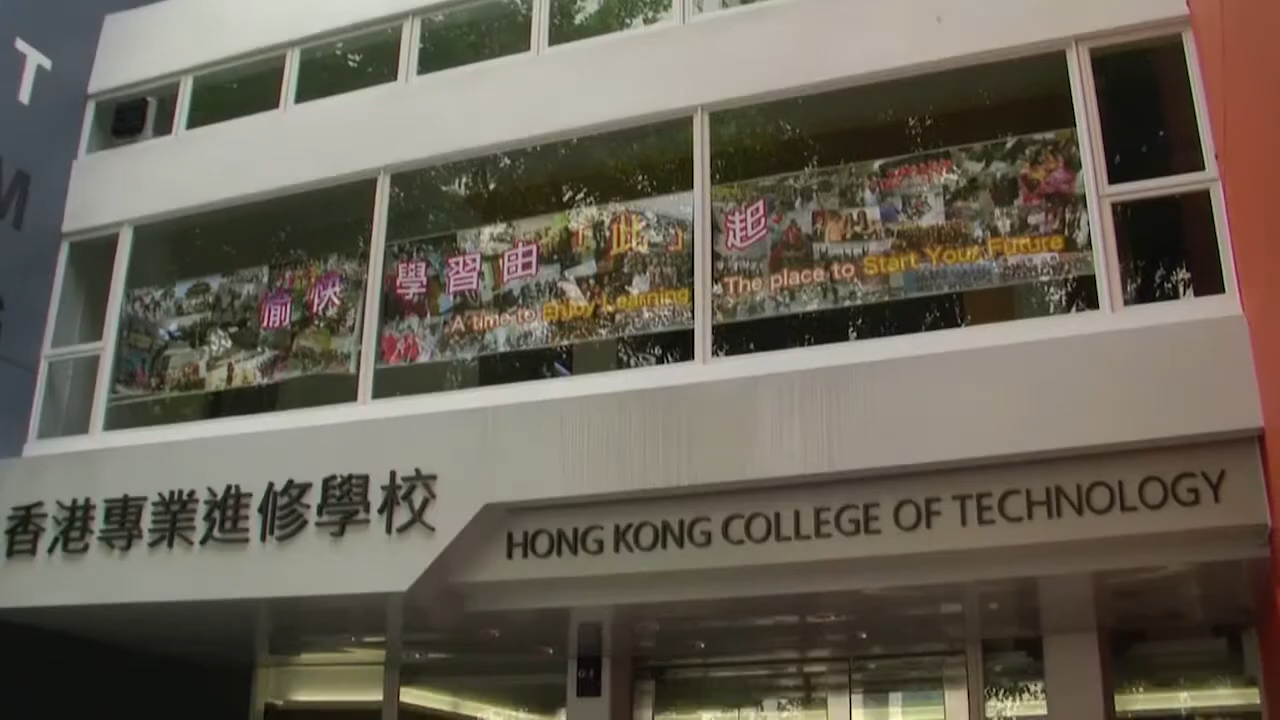 愉快學習由「此」起
A time to Enjoy Learning
The place to Start Your Future
香港專業進修學校
HONG KONG COLLEGE OF TECHNOLOGY
T
M